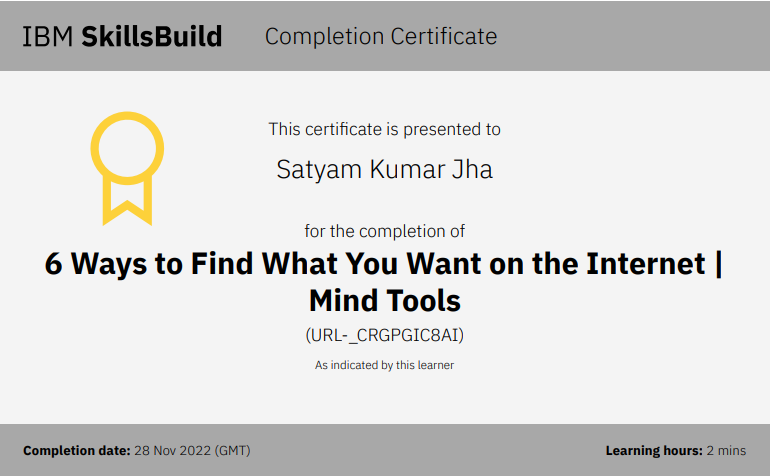 IBM SkillsBuild Completion Certificate
This certificate is presented to
Satyam Kumar Jha
for the completion of
6 Ways to Find What You Want on the Internet |
Mind Tools
(URL-_CRGPGIC8AI)
As indicated by this learner
Completion date: 28 Nov 2022 (GMT) Learning hours: 2 mins